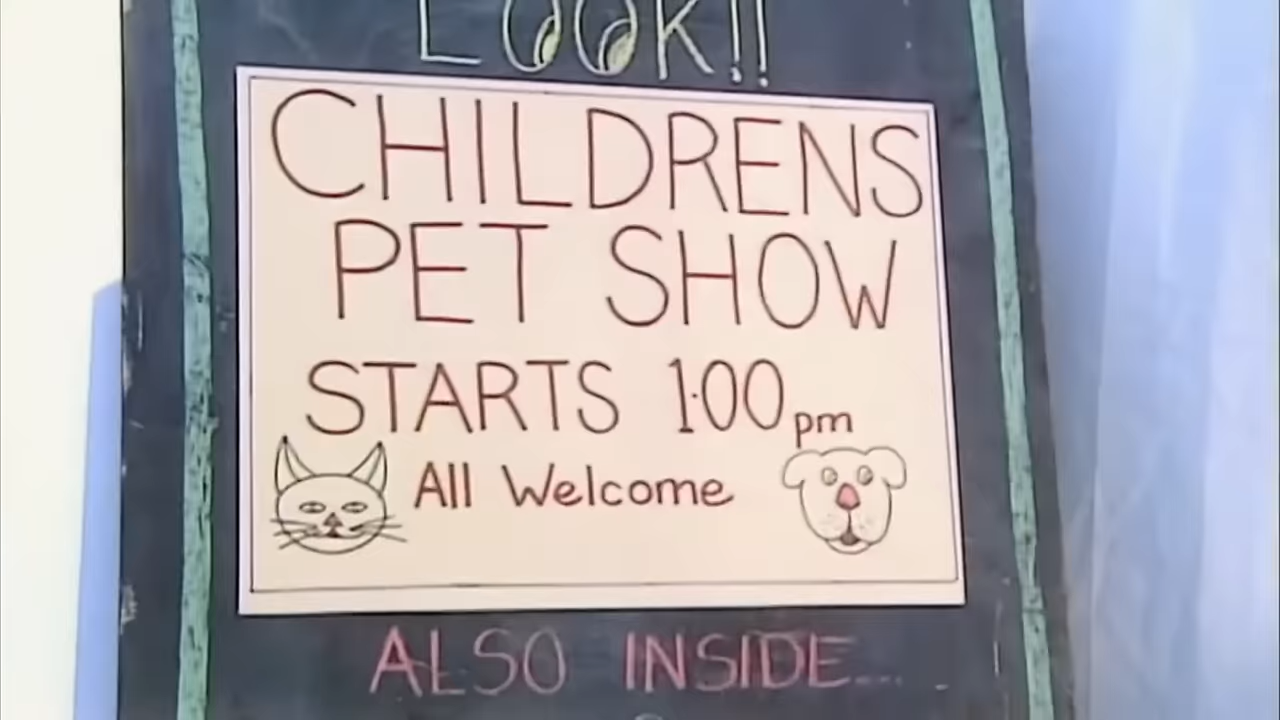 LOOK!!
CHILDRENS
PET SHOW
STARTS 1·00 pm
All Welcome
ALSO INSIDE...